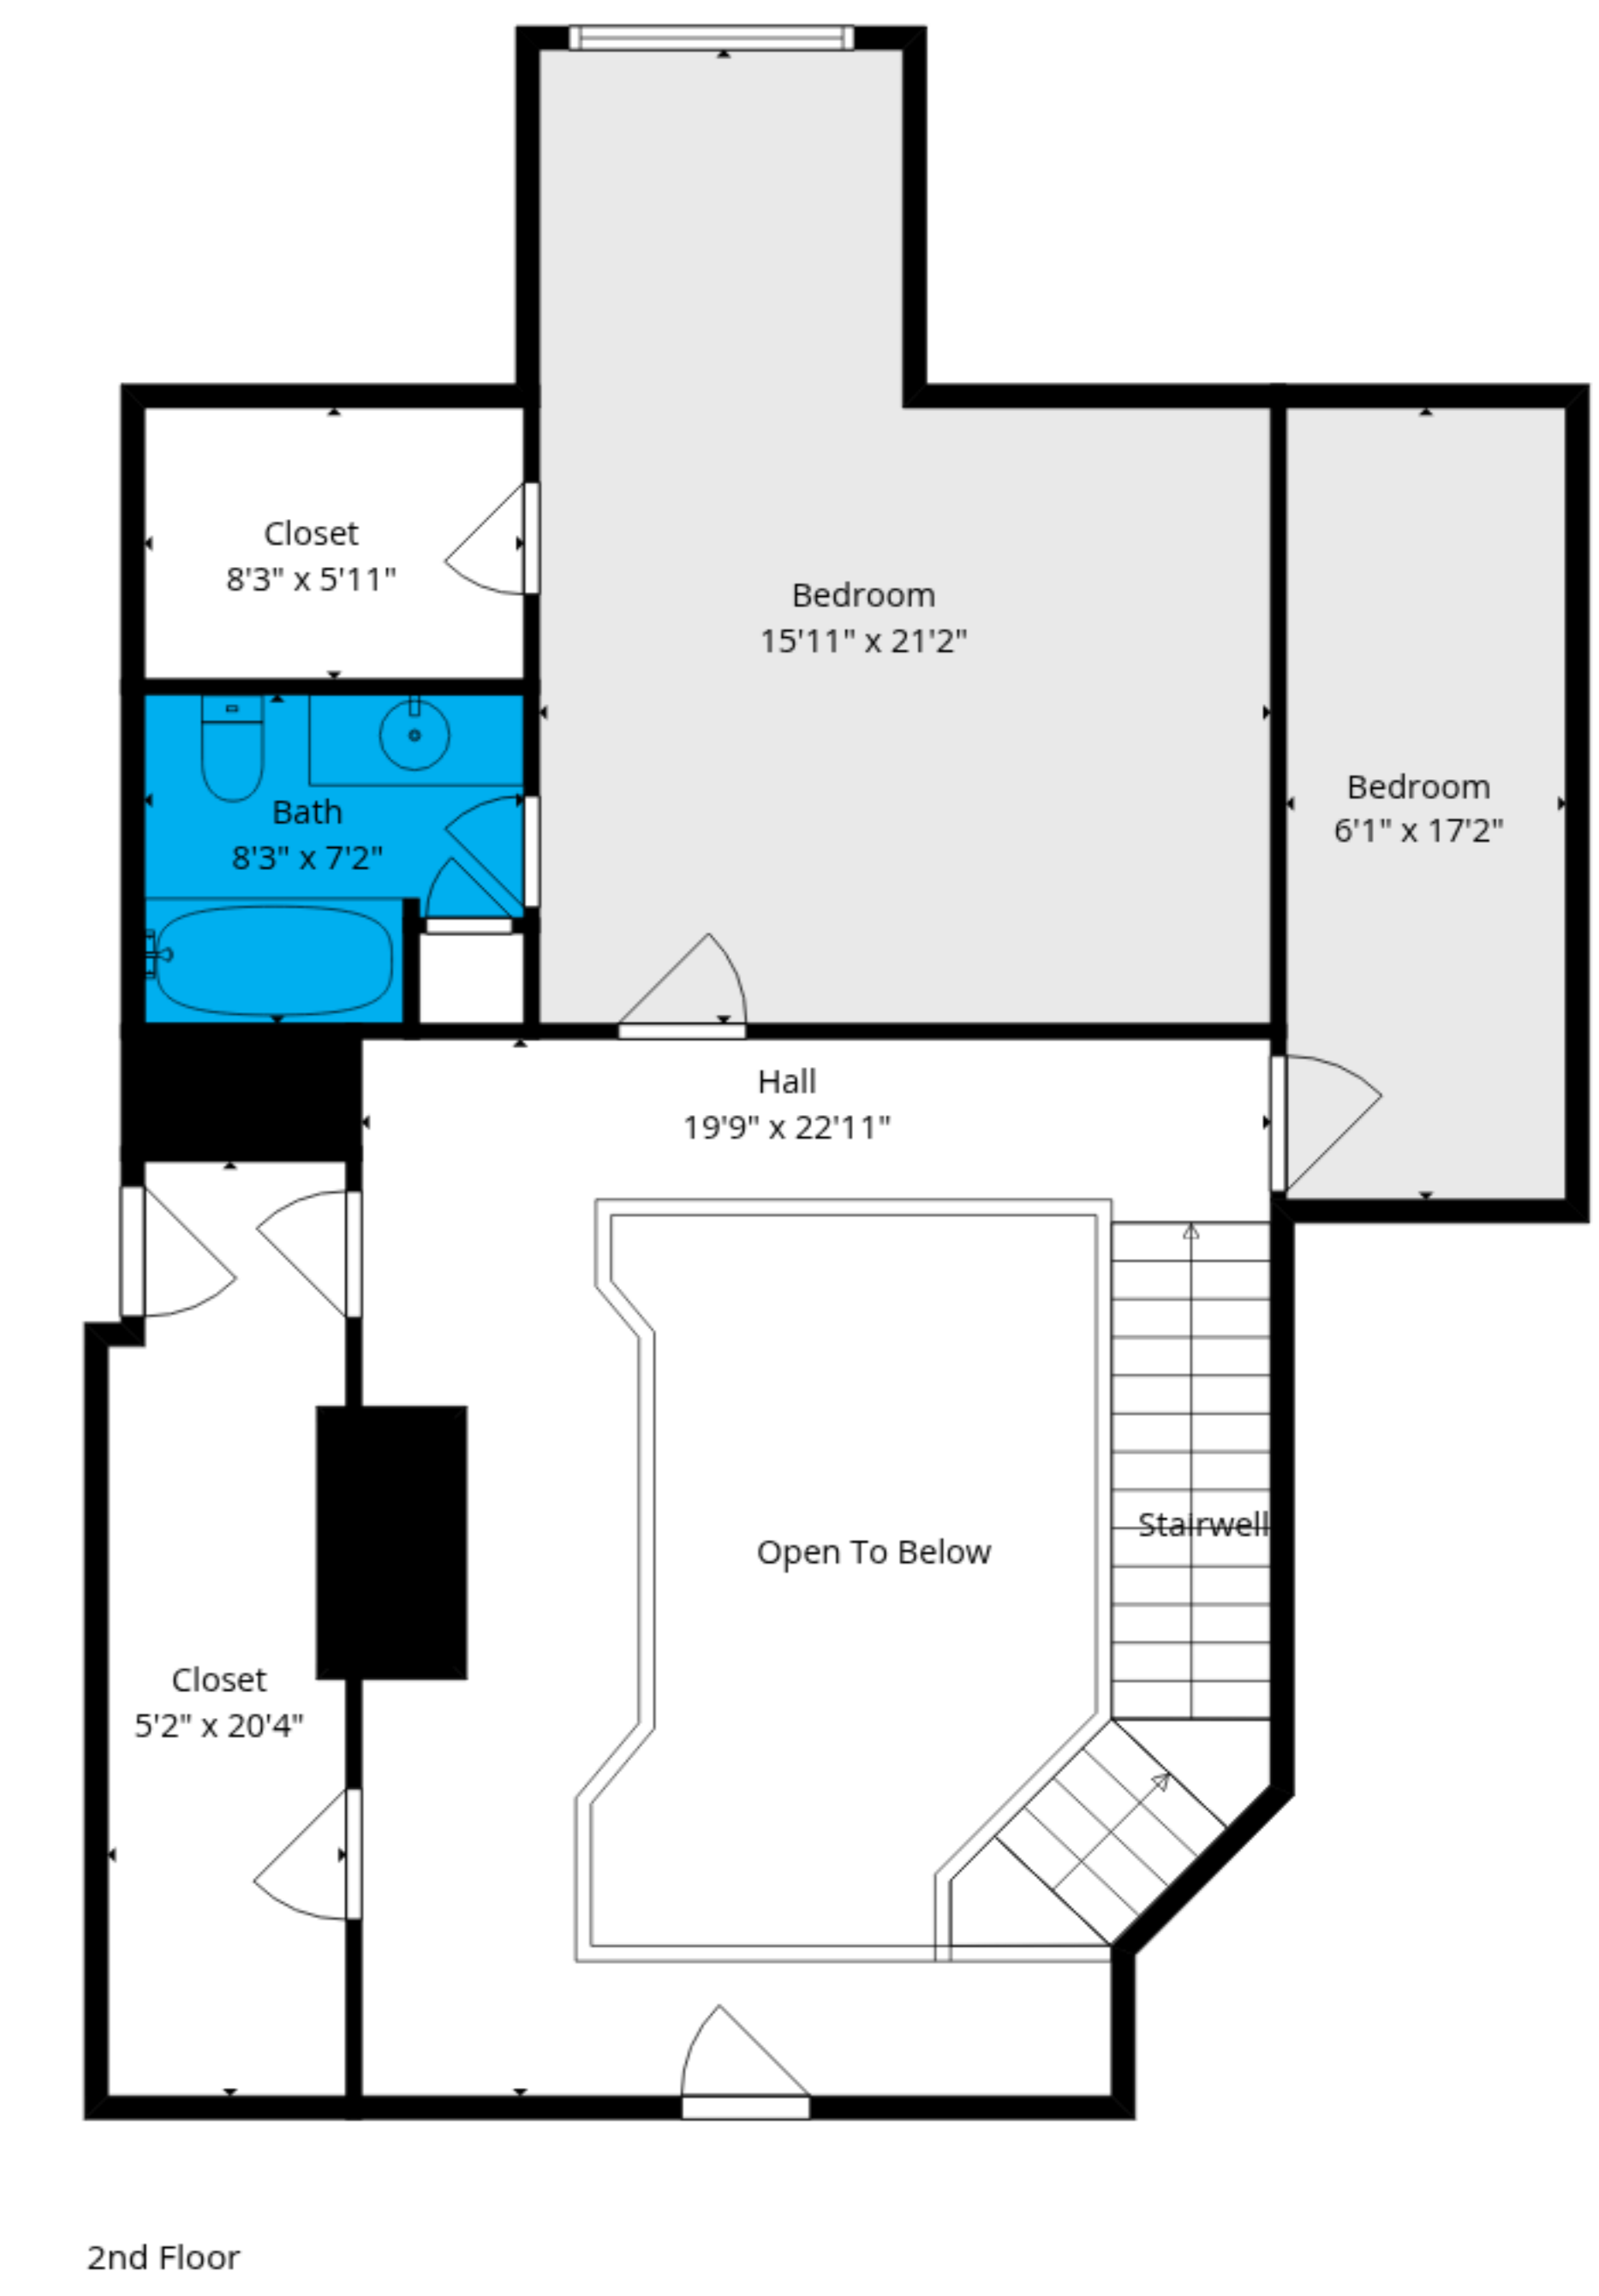 Closet
8'3" x 5'11"
Bedroom
15'11" x 21'2"
Bedroom
6'1" x 17'2"
Bath
8'3" x 7'2"
Hall
19'9" x 22'11"
Stairwell
Open To Below
Closet
5'2" x 20'4"
2nd Floor